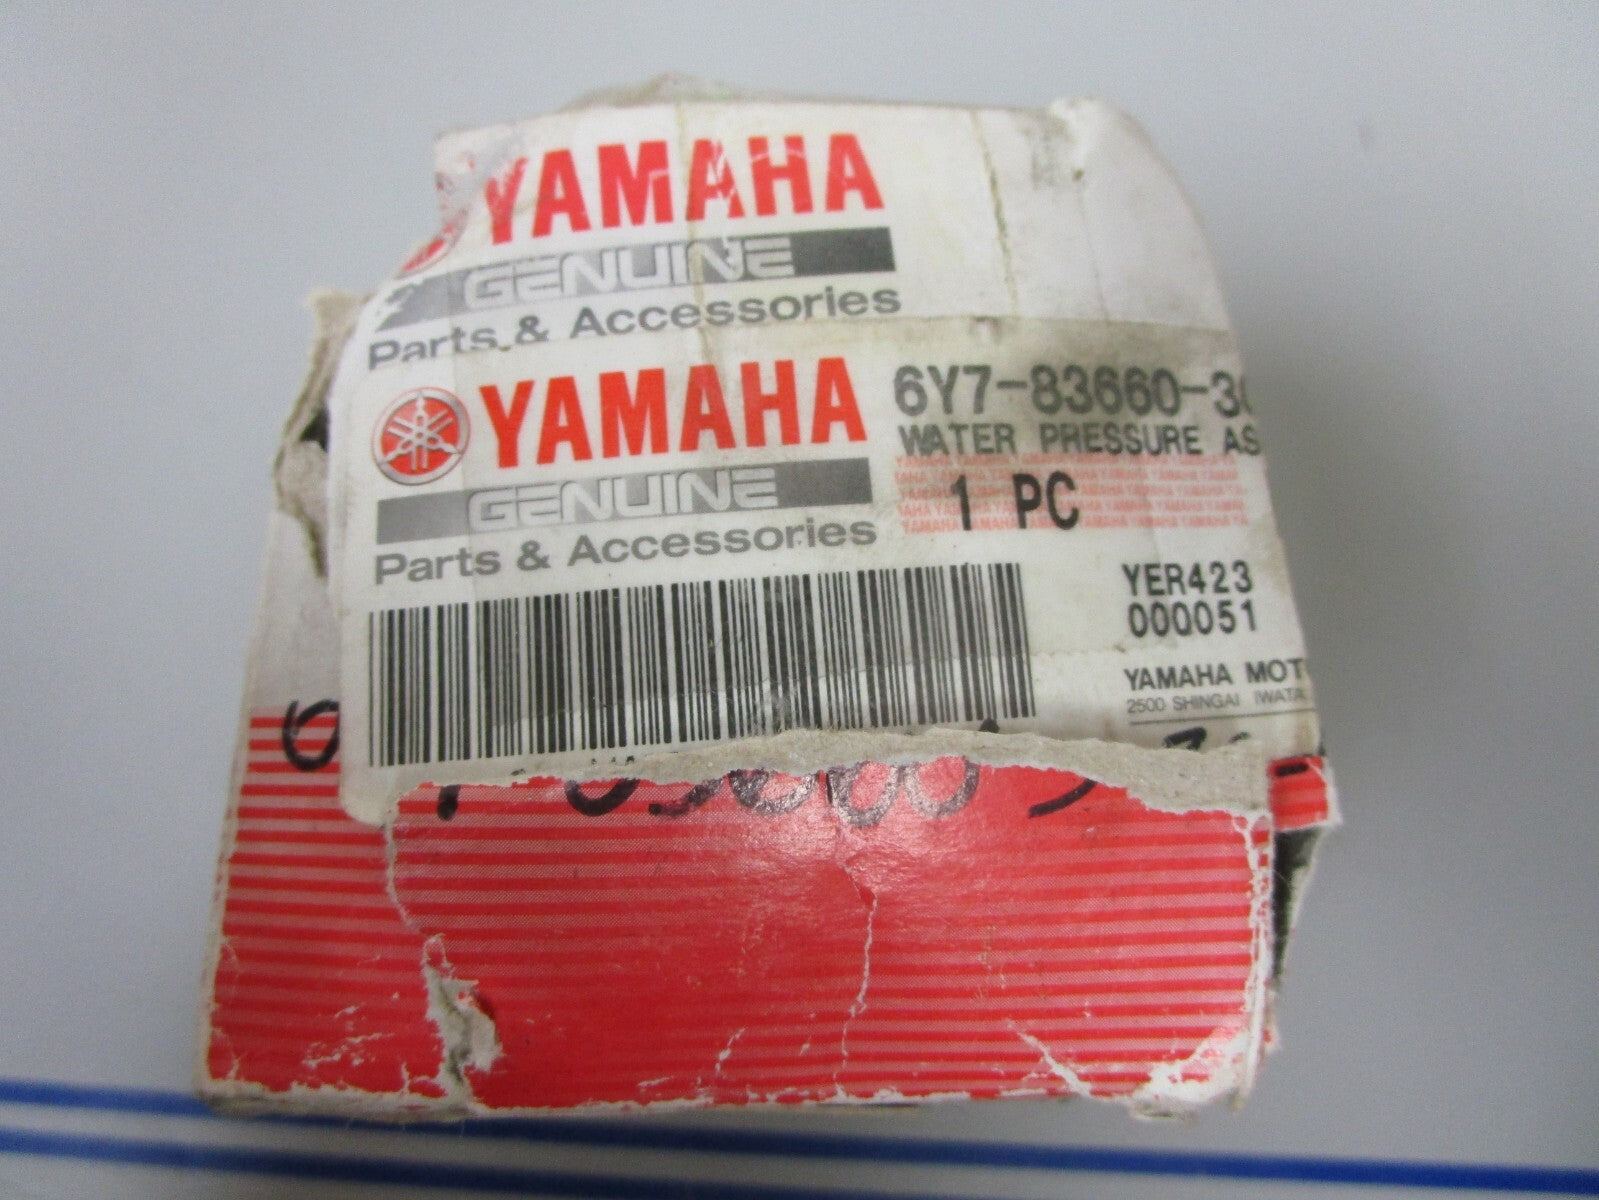 YAMAHA
GENUINE
Parts & Accessories
YAMAHA
GENUINE
Parts & Accessories
6Y7-83660-3
WATER PRESSURE AS
1 PC
YER423
000051
YAMAHA MOT
2500 SHINGAI IWATA